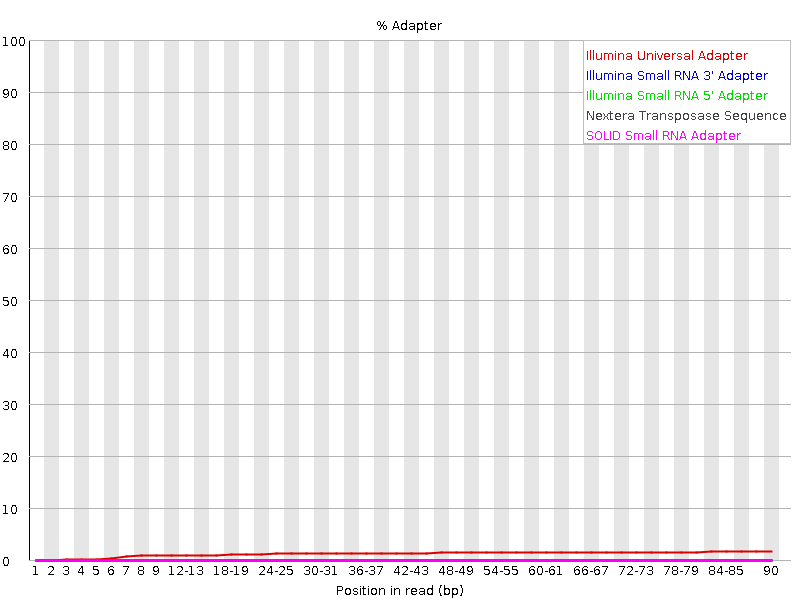 % Adapter
Illumina Universal Adapter
Illumina Small RNA 3' Adapter
Illumina Small RNA 5' Adapter
Nextera Transposase Sequence
SOLID Small RNA Adapter
100
90
80
70
60
50
40
30
20
10
0
1 2 3 4 5 6 7 8 9 12-13 18-19 24-25 30-31 36-37 42-43 48-49 54-55 60-61 66-67 72-73 78-79 84-85 90
Position in read (bp)